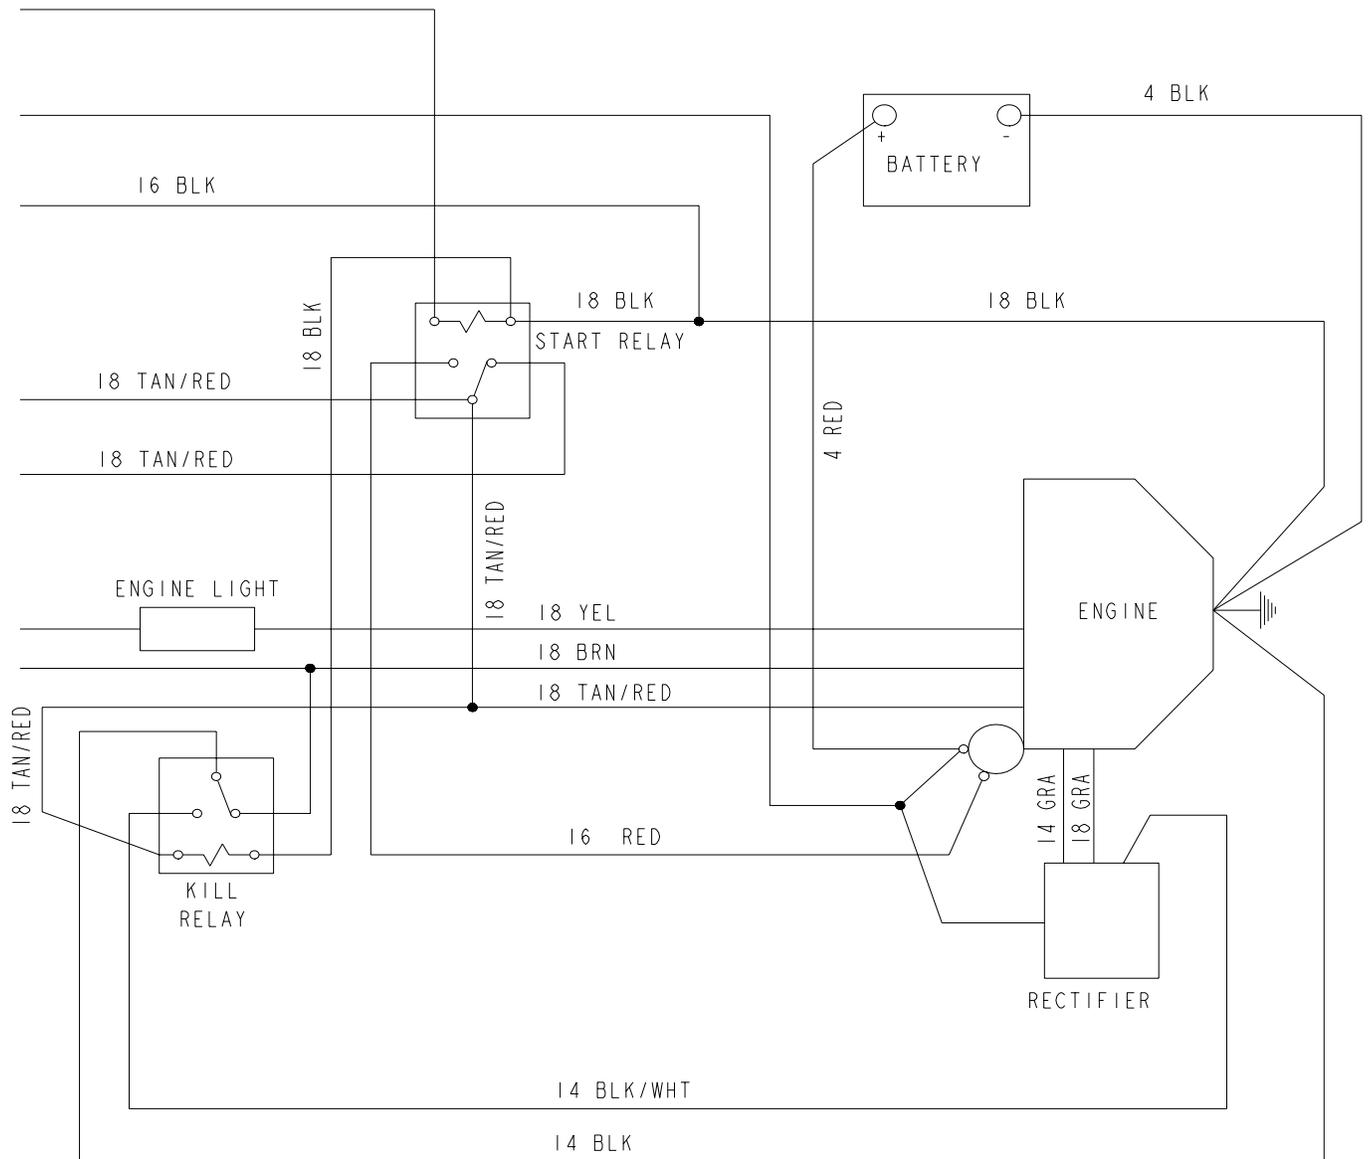 4 BLK
+
-
BATTERY
16 BLK
18 BLK
18 BLK
18 BLK
START RELAY
18 TAN/RED
4 RED
18 TAN/RED
18 TAN/RED
ENGINE LIGHT
18 YEL
ENGINE
18 BRN
18 TAN/RED
18 TAN/RED
14 GRA
18 GRA
16 RED
KILL
RELAY
RECTIFIER
14 BLK/WHT
14 BLK